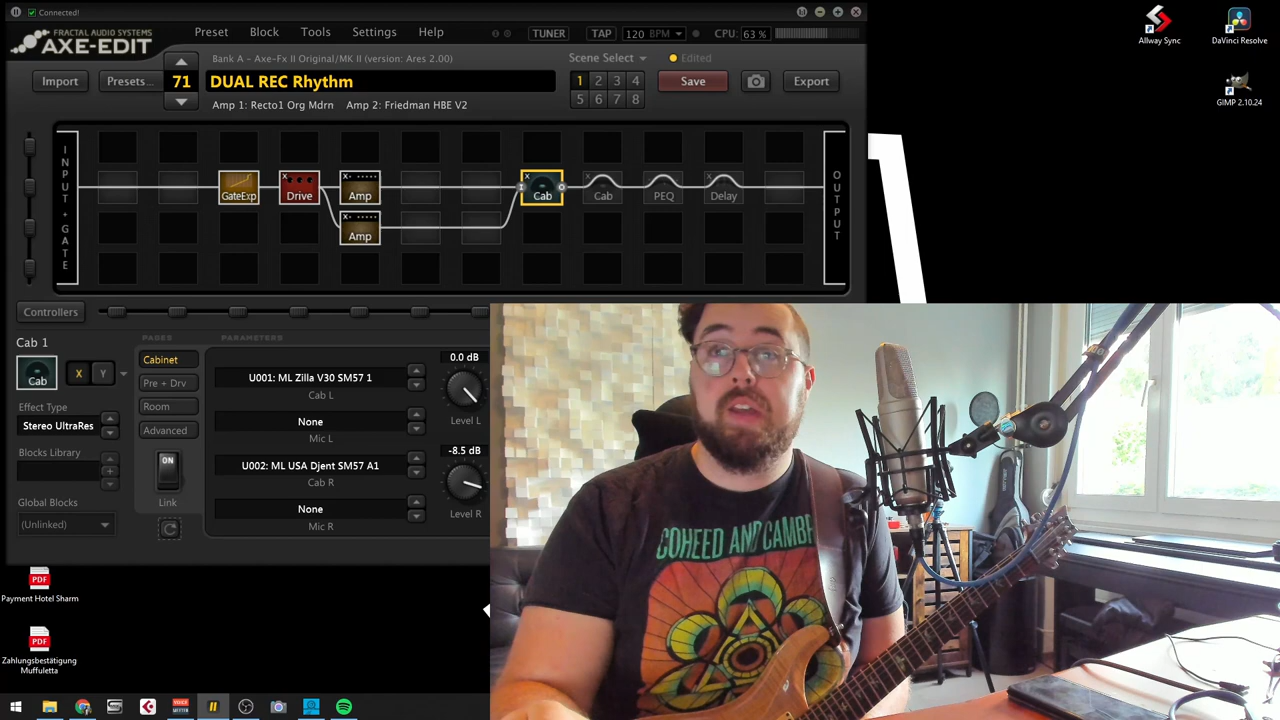 Connected!
FRACTAL AUDIO SYSTEMS
AXE-EDIT
Preset Block Tools Settings Help
TUNER TAP 120 BPM CPU: 63 %
Bank A - Axe-Fx II Original/MK II (version: Ares 2.00)
Scene Select Edited
Import Presets... 71 DUAL REC Rhythm
1 2 3 4
5 6 7 8
Save Export
Amp 1: Recto1 Org Mdrn Amp 2: Friedman HBE V2
INPUT + GATE
GateExp
X Drive
X Amp
X Amp
X Cab
Cab
PEQ
Delay
OUTPUT
Controllers
Cab 1
Cab
X Y
Effect Type
Stereo UltraRes
Blocks Library
Global Blocks
(Unlinked)
PAGES
Cabinet
Pre + Drv
Room
Advanced
ON
Link
PARAMETERS
U001: ML Zilla V30 SM57 1
Cab L
None
Mic L
U002: ML USA Djent SM57 A1
Cab R
None
Mic R
0.0 dB
Level L
-8.5 dB
Level R
Allway Sync
DaVinci Resolve
GIMP 2.10.24
PDF
Payment Hotel Sharm
PDF
Zahlungsbestätigung
Muffuletta
COHEED AND CAMBR